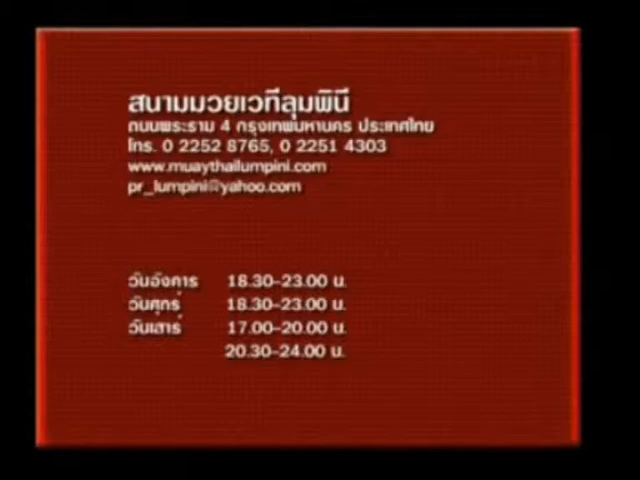 สนามมวยเวทีลุมพินี
ถนนพระราม 4 กรุงเทพมหานคร ประเทศไทย
โทร. 0 2252 8765, 0 2251 4303
www.muaythailumpini.com
pr_lumpini@yahoo.com
วันอังคาร 18.30-23.00 น.
วันศุกร์ 18.30-23.00 น.
วันเสาร์ 17.00-20.00 น.
20.30-24.00 น.